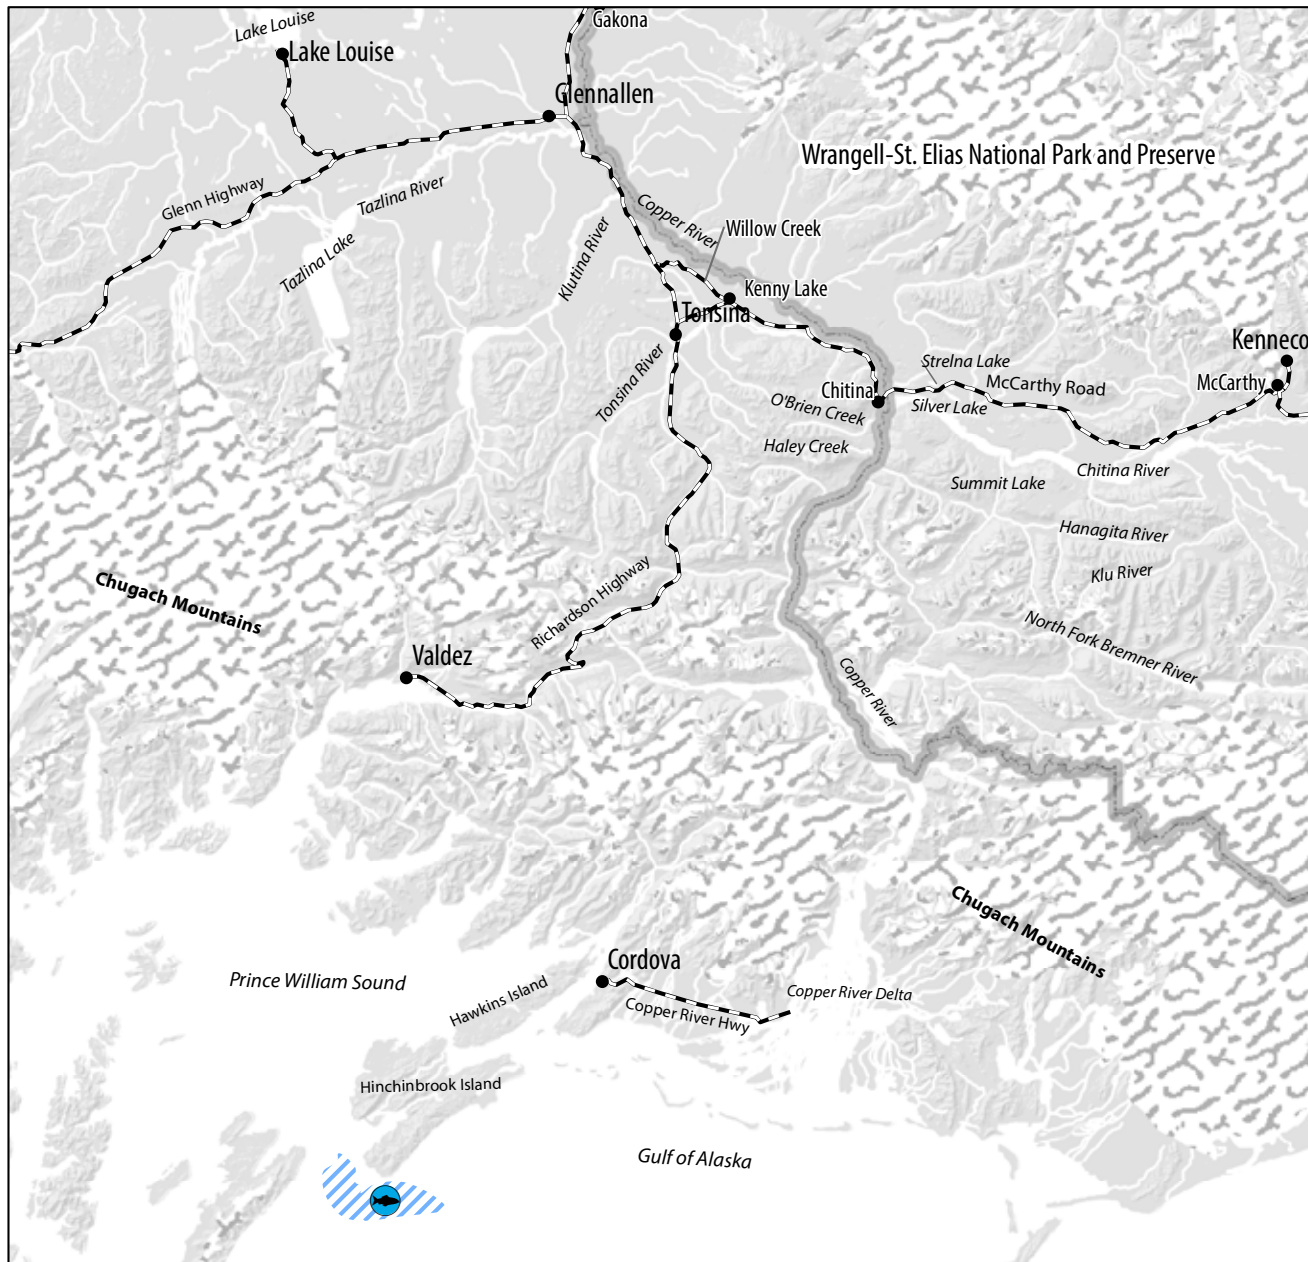 Gakona
Lake Louise
Lake Louise
Glennallen
Wrangell-St. Elias National Park and Preserve
Glenn Highway
Tazlina River
Copper River
Willow Creek
Klutina River
Tazlina Lake
Kenny Lake
Tonsina
Kenneco
Strelna Lake
McCarthy Road
McCarthy
Tonsina River
Chitina
O'Brien Creek
Silver Lake
Haley Creek
Chitina River
Summit Lake
Hanagita River
Klu River
Chugach Mountains
Richardson Highway
North Fork Bremner River
Valdez
Copper River
Chugach Mountains
Cordova
Prince William Sound
Hawkins Island
Copper River Delta
Copper River Hwy
Hinchinbrook Island
Gulf of Alaska